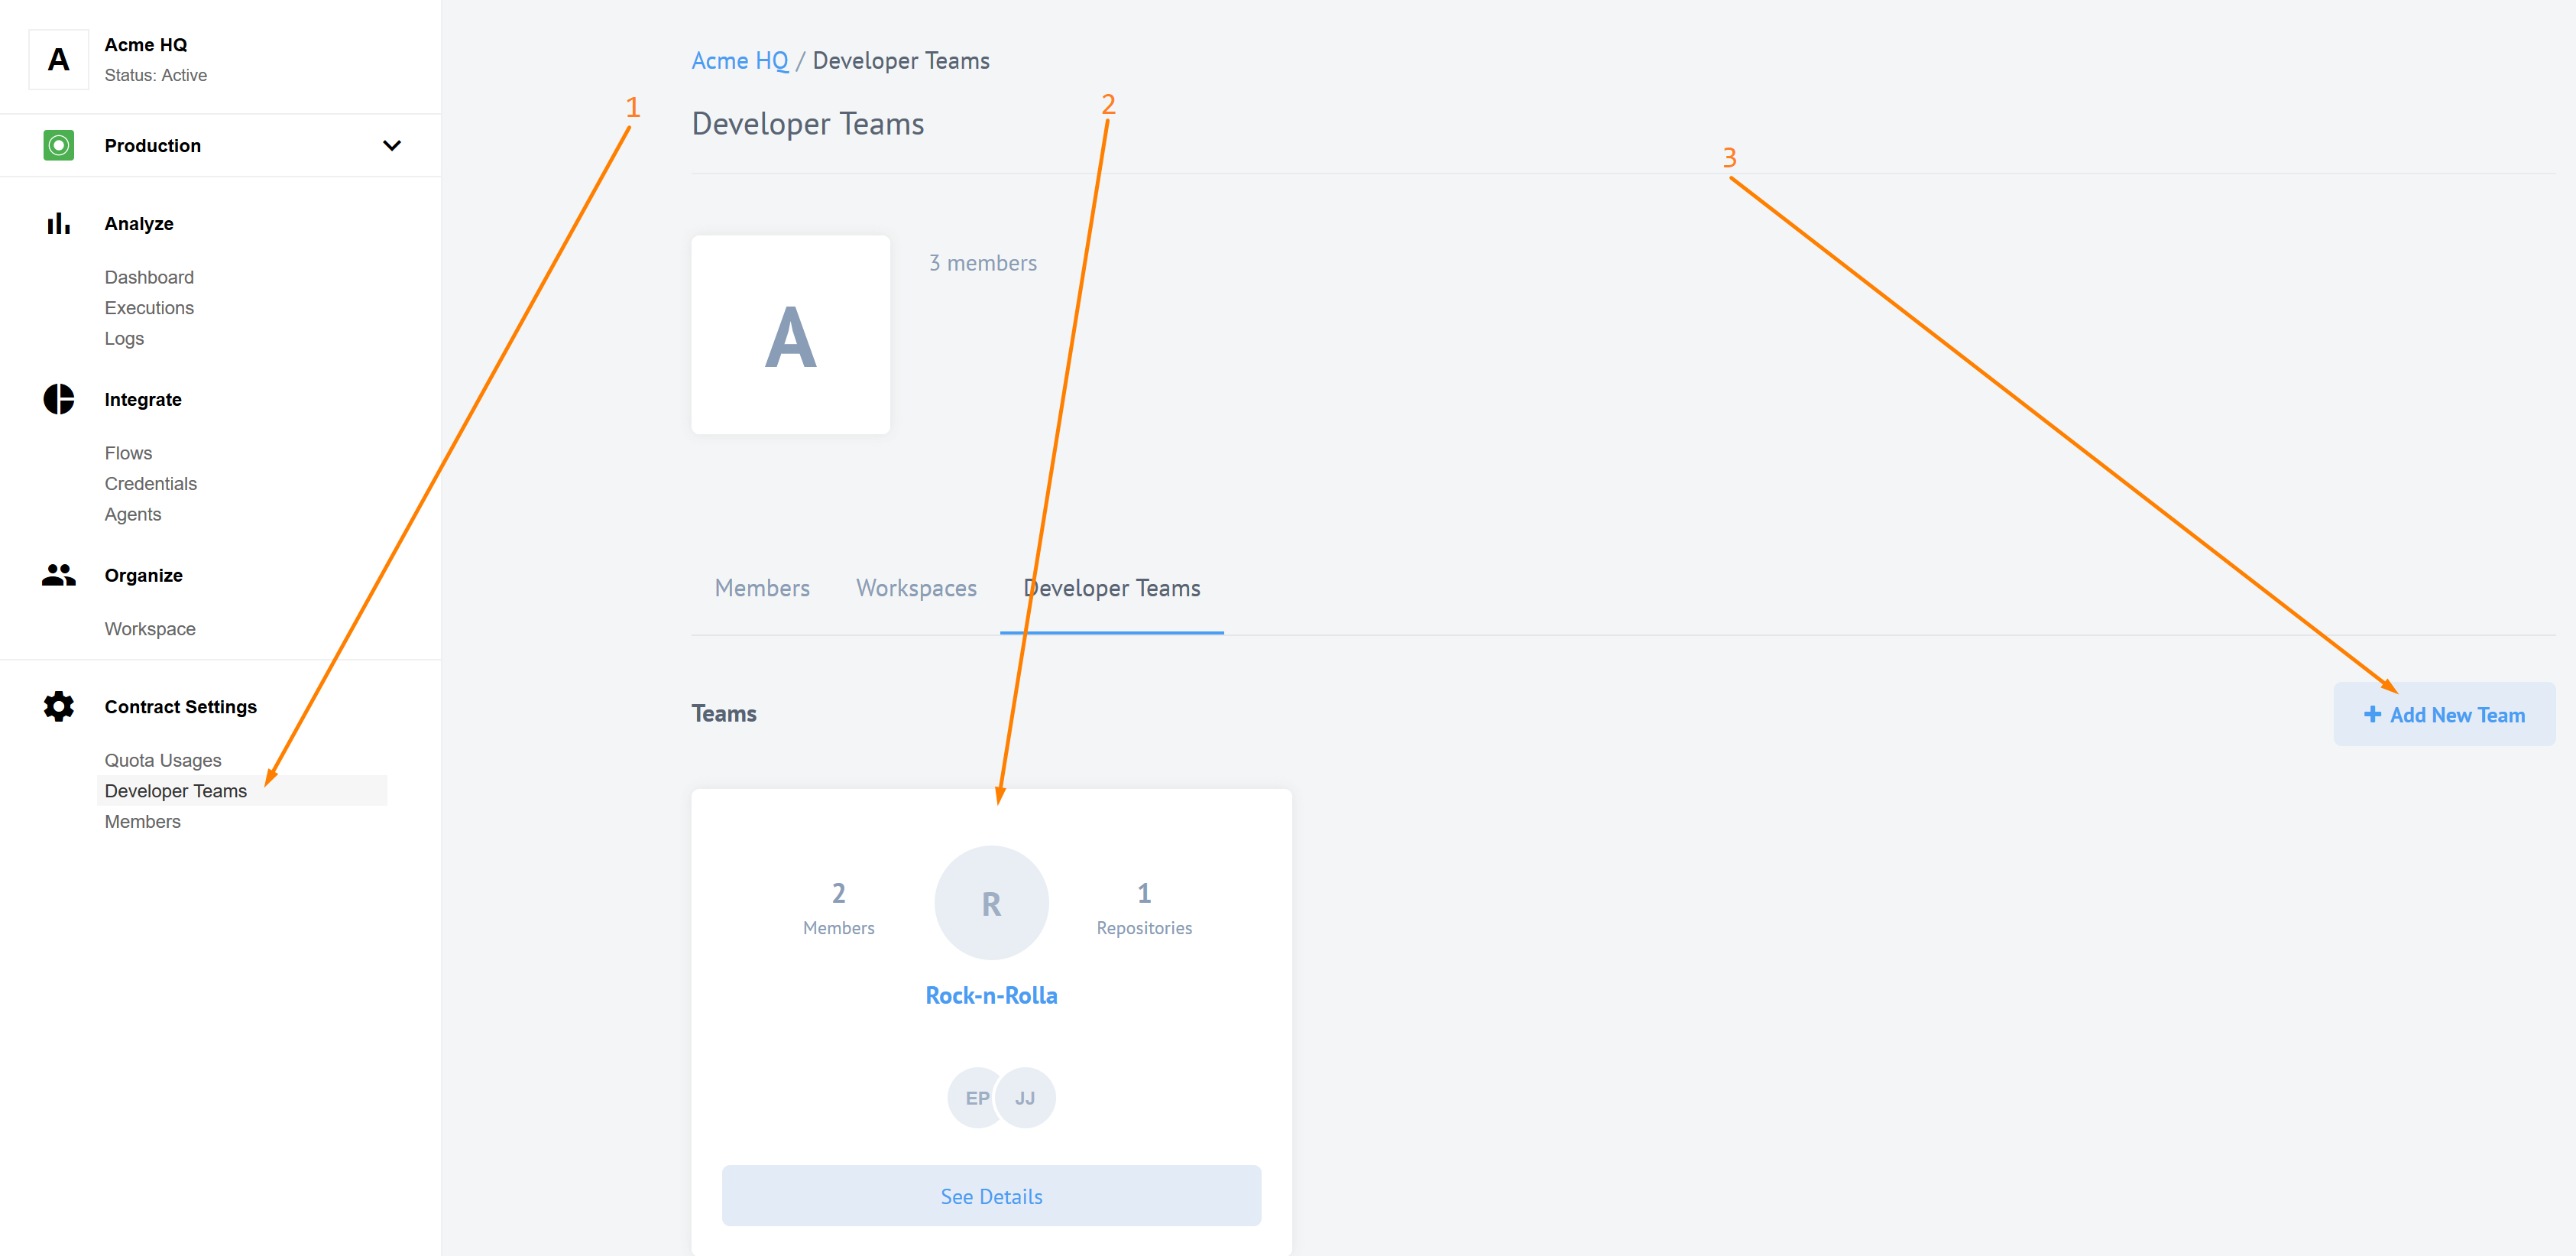 A
Acme HQ
Status: Active
Production
Analyze
Dashboard
Executions
Logs
Integrate
Flows
Credentials
Agents
Organize
Workspace
Contract Settings
Quota Usages
Developer Teams
Members
Acme HQ / Developer Teams
1
2
Developer Teams
3
A
3 members
Members Workspaces Developer Teams
Teams
+ Add New Team
2
Members
R
1
Repositories
Rock-n-Rolla
EP JJ
See Details